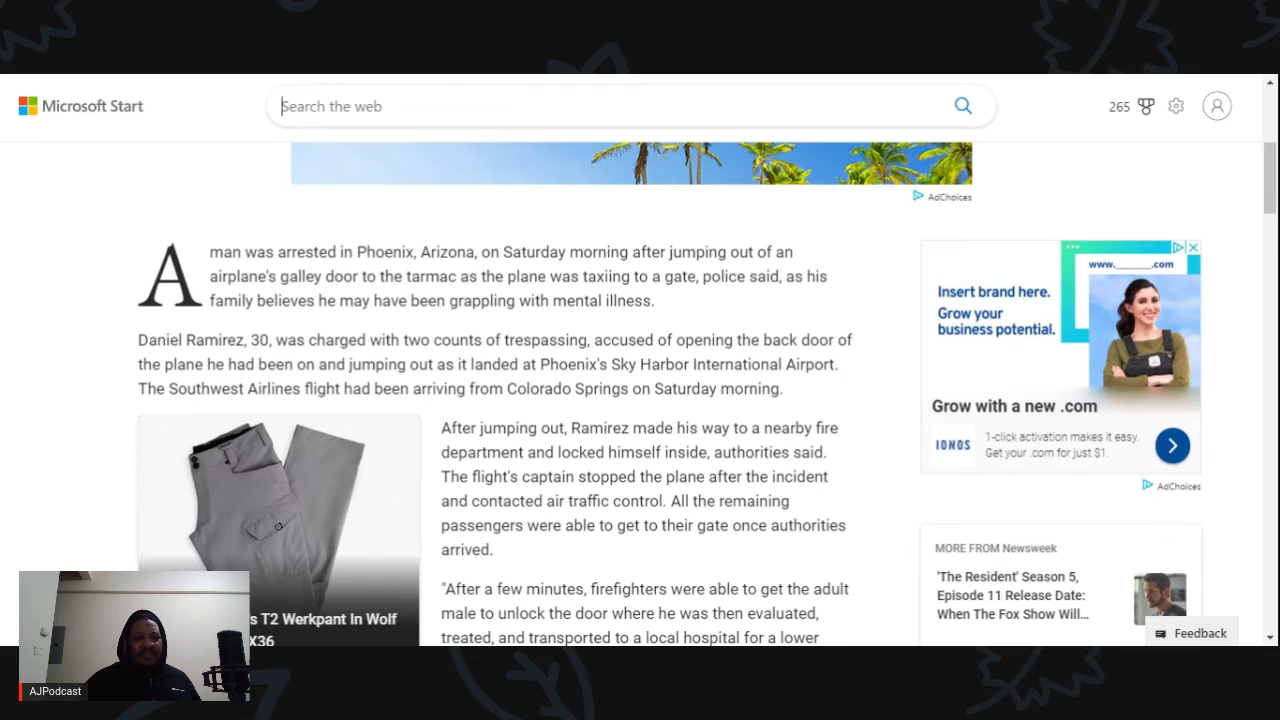 Microsoft Start
Search the web
265
AdChoices
A man was arrested in Phoenix, Arizona, on Saturday morning after jumping out of an
airplane's galley door to the tarmac as the plane was taxiing to a gate, police said, as his
family believes he may have been grappling with mental illness.
Daniel Ramirez, 30, was charged with two counts of trespassing, accused of opening the back door of
the plane he had been on and jumping out as it landed at Phoenix's Sky Harbor International Airport.
The Southwest Airlines flight had been arriving from Colorado Springs on Saturday morning.
After jumping out, Ramirez made his way to a nearby fire
department and locked himself inside, authorities said.
The flight's captain stopped the plane after the incident
and contacted air traffic control. All the remaining
passengers were able to get to their gate once authorities
arrived.
"After a few minutes, firefighters were able to get the adult
male to unlock the door where he was then evaluated,
treated, and transported to a local hospital for a lower
s T2 Werkpant In Wolf
X36
www.______.com
Insert brand here.
Grow your
business potential.
Grow with a new .com
IONOS
1-click activation makes it easy.
Get your .com for just $1.
AdChoices
MORE FROM Newsweek
'The Resident' Season 5,
Episode 11 Release Date:
When The Fox Show Will...
Feedback
AJPodcast